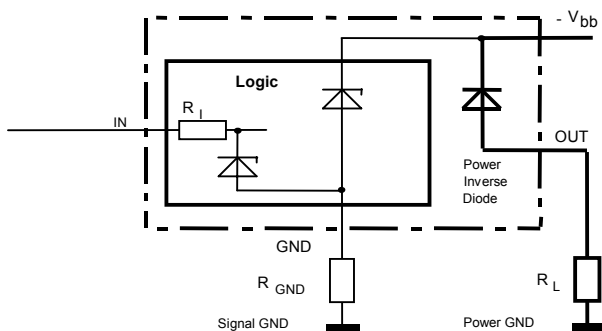 - V bb
Logic
R I
IN
OUT
Power
Inverse
Diode
GND
R GND
R L
Signal GND
Power GND